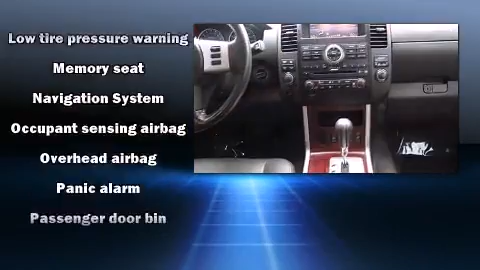 Low tire pressure warning
Memory seat
Navigation System
Occupant sensing airbag
Overhead airbag
Panic alarm
Passenger door bin